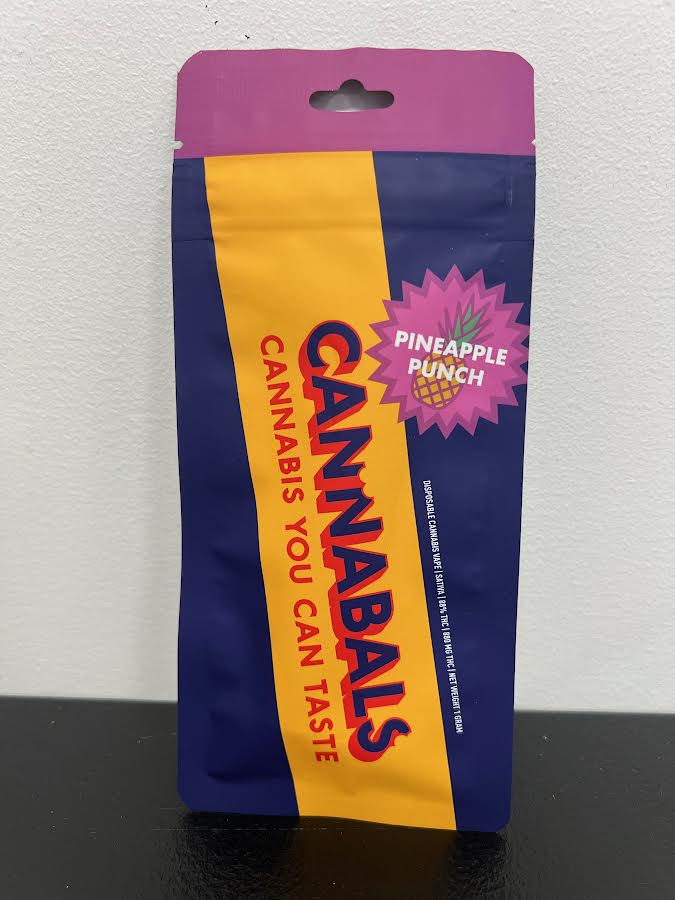 PINEAPPLE
PUNCH
CANNABALS
CANNABIS YOU CAN TASTE
DISPOSABLE CANNABIS VAPE | SATIVA | 88% THC | 880 MG THC | NET WEIGHT 1 GRAM